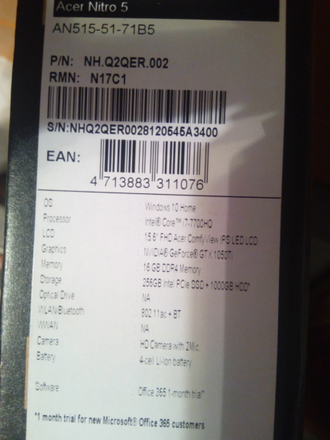 Acer Nitro 5
AN515-51-71B5
P/N: NH.Q2QER.002
RMN: N17C1
S/N:NHQ2QER0028120545A3400
EAN:
4 713883 311076
OS Windows 10 Home
Processor Intel® Core™ i7-7700HQ
LCD 15.6" FHD Acer ComfyView IPS LED LCD
Graphics NVIDIA® GeForce® GTX 1050Ti
Memory 16 GB DDR4 Memory
Storage 256GB Intel PCIe SSD + 1000GB HDD*
Optical Drive NA
WLAN/Bluetooth 802.11ac + BT
WWAN NA
Camera HD Camera with 2Mic
Battery 4-cell Li-ion battery
Software Office 365 1-month trial*
*1 month trial for new Microsoft® Office 365 customers